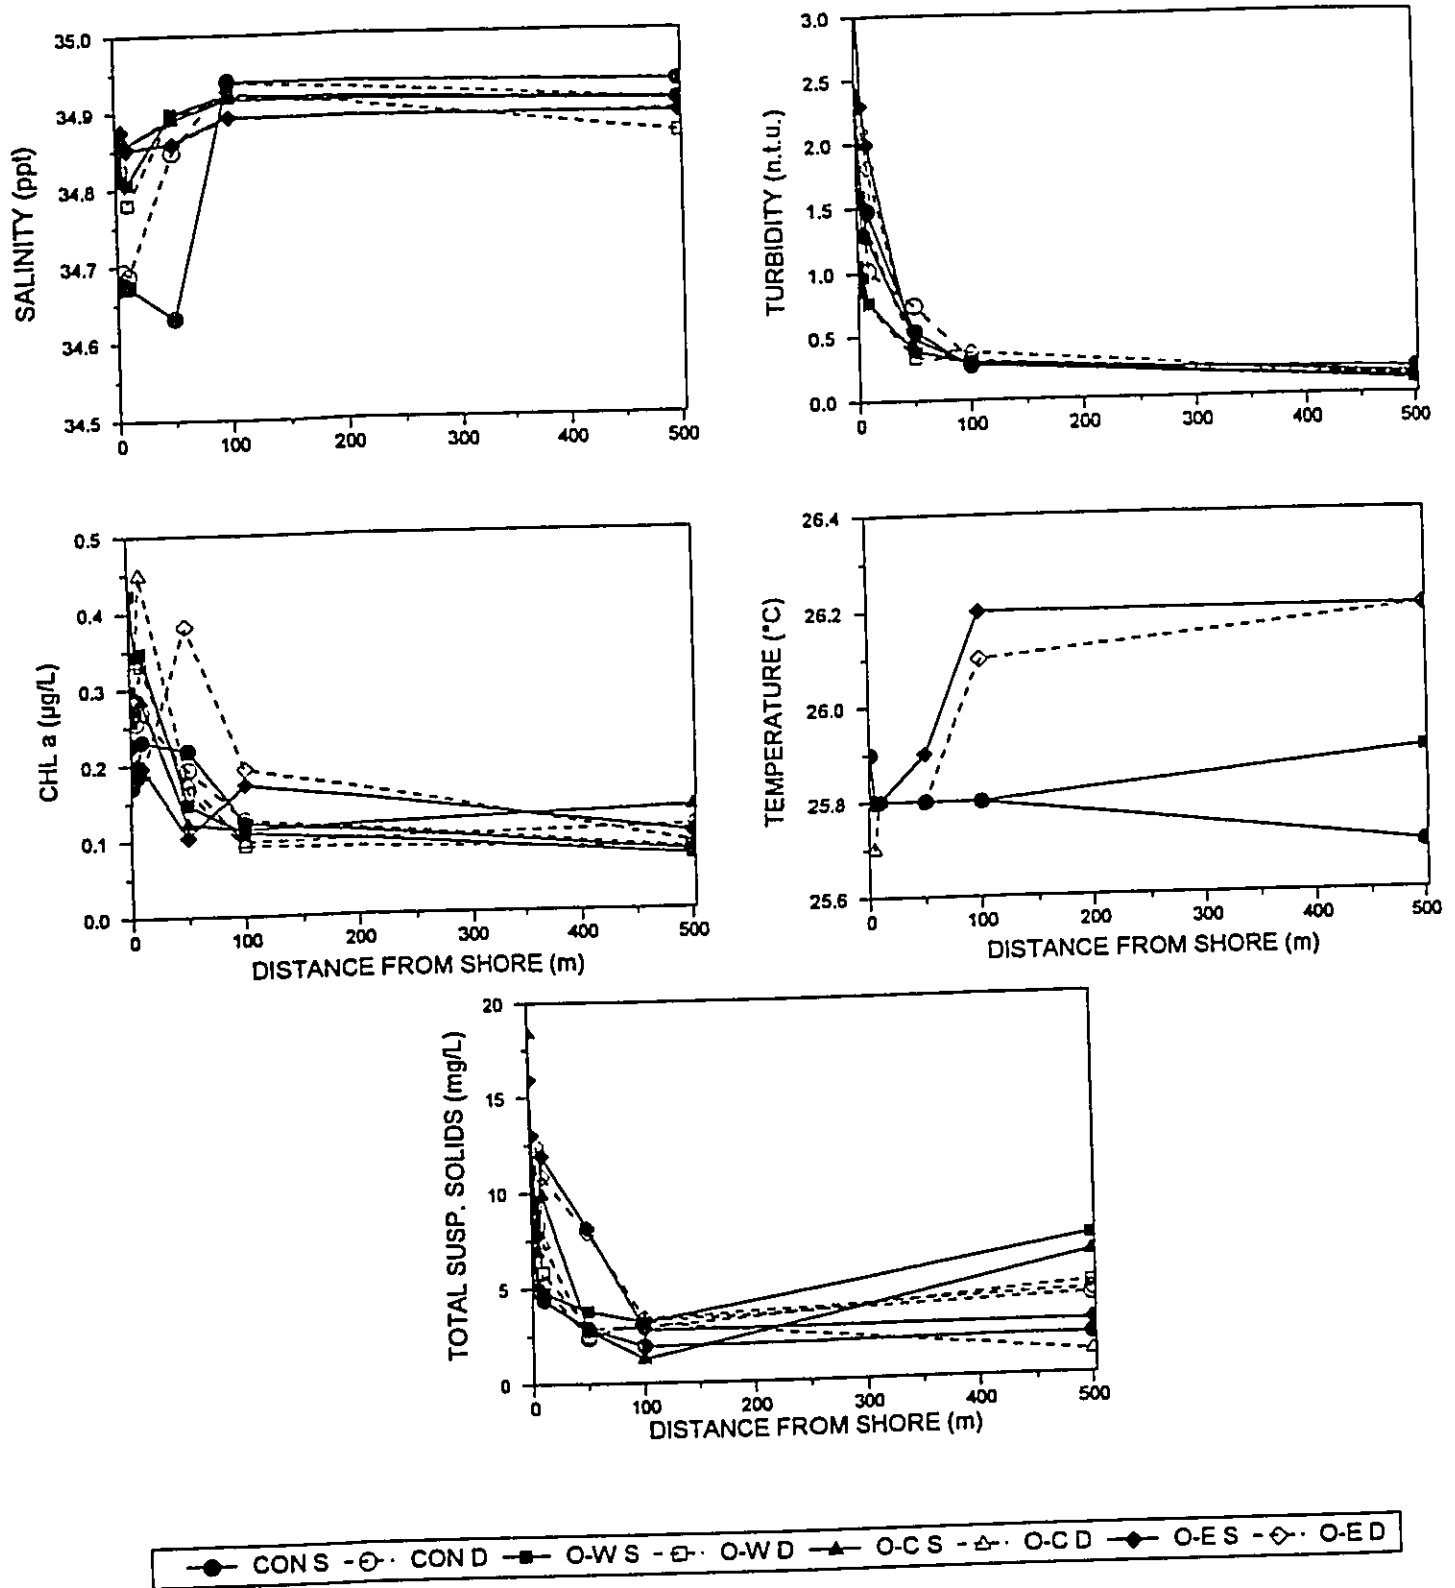 SALINITY (ppt)
35.0
34.9
34.8
34.7
34.6
34.5
0 100 200 300 400 500
TURBIDITY (n.t.u.)
3.0
2.5
2.0
1.5
1.0
0.5
0.0
0 100 200 300 400 500
CHL a (µg/L)
0.5
0.4
0.3
0.2
0.1
0.0
0 100 200 300 400 500
DISTANCE FROM SHORE (m)
TEMPERATURE (°C)
26.4
26.2
26.0
25.8
25.6
0 100 200 300 400 500
DISTANCE FROM SHORE (m)
TOTAL SUSP. SOLIDS (mg/L)
20
15
10
5
0
0 100 200 300 400 500
DISTANCE FROM SHORE (m)
CON S CON D O-W S O-W D O-C S O-C D O-E S O-E D